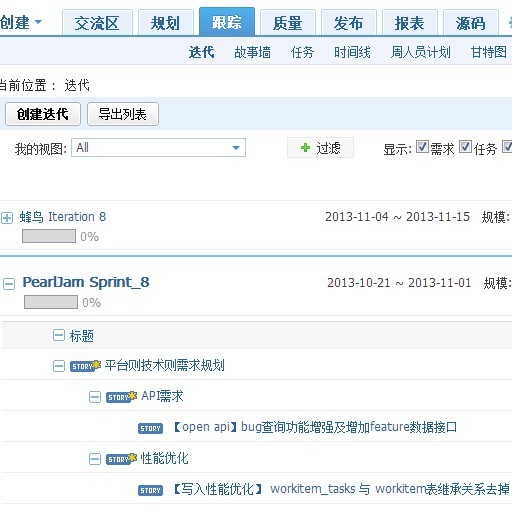 创建 交流区 规划 跟踪 质量 发布 报表 源码
迭代 故事墙 任务 时间线 周人员计划 甘特图
当前位置： 迭代
创建迭代 导出列表
我的视图: All 过滤 显示: 需求 任务
蜂鸟 Iteration 8 2013-11-04 ~ 2013-11-15 规模:
0%
PearlJam Sprint_8 2013-10-21 ~ 2013-11-01 规模:
0%
标题
STORY 平台则技术则需求规划
STORY API需求
STORY 【open api】bug查询功能增强及增加feature数据接口
STORY 性能优化
STORY 【写入性能优化】 workitem_tasks 与 workitem表继承关系去掉